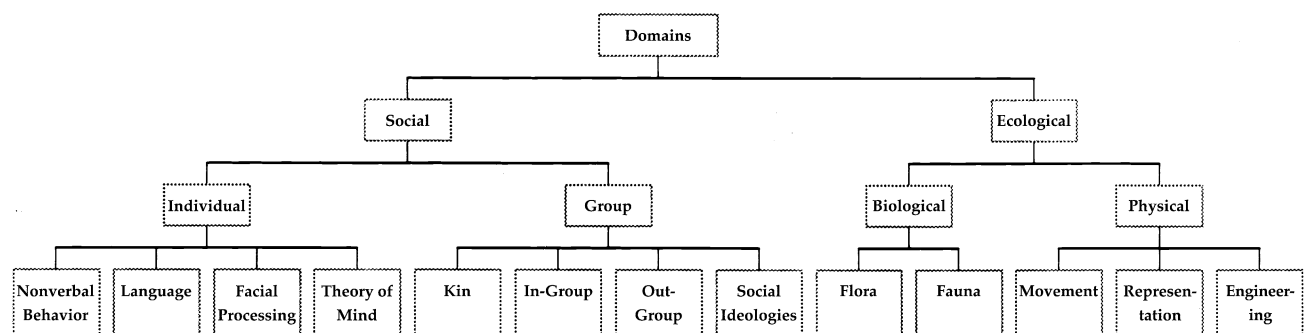 Domains
Social
Ecological
Individual
Group
Biological
Physical
Nonverbal
Behavior
Language
Facial
Processing
Theory of
Mind
Kin
In-Group
Out-
Group
Social
Ideologies
Flora
Fauna
Movement
Represen-
tation
Engineer-
ing